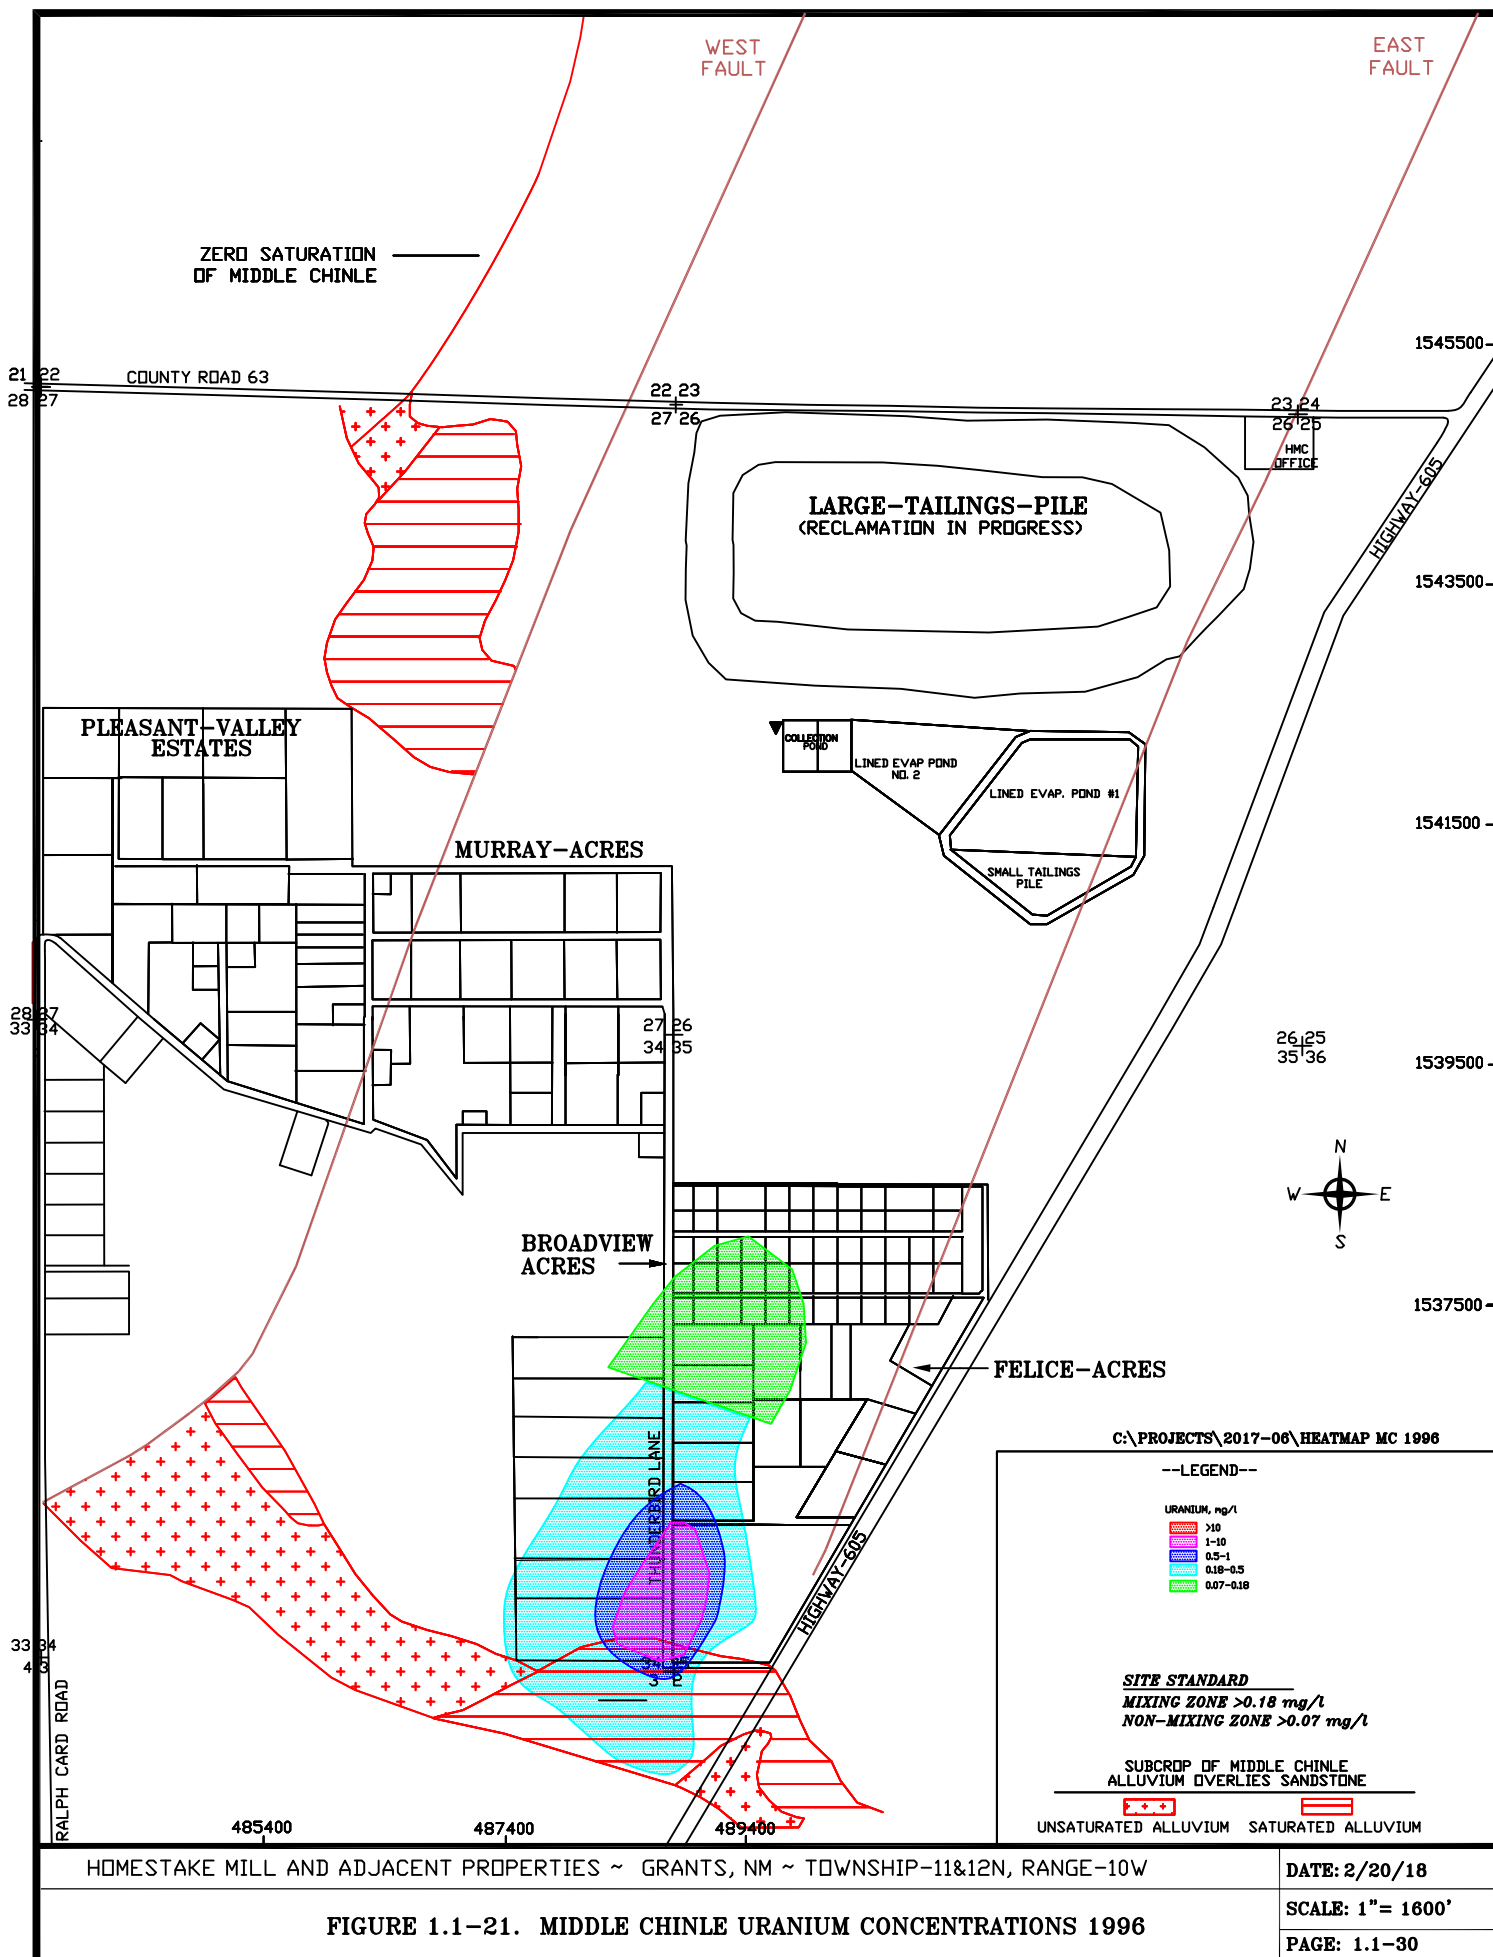 WEST
FAULT
EAST
FAULT
ZERO SATURATION
OF MIDDLE CHINLE
1545500
21 22
28 27
COUNTY ROAD 63
22 23
27 26
23 24
26 25
HMC
OFFICE
HIGHWAY-605
LARGE-TAILINGS-PILE
(RECLAMATION IN PROGRESS)
1543500
PLEASANT-VALLEY
ESTATES
COLLECTION
POND
LINED EVAP POND
NO. 2
LINED EVAP. POND #1
SMALL TAILINGS
PILE
1541500
MURRAY-ACRES
28 27
33 34
27 26
34 35
26 25
35 36
1539500
N
W E
S
BROADVIEW
ACRES
1537500
FELICE-ACRES
THUNDERBIRD LANE
HIGHWAY-605
C:\PROJECTS\2017-06\HEATMAP MC 1996
--LEGEND--
URANIUM, mg/l
>10
1-10
0.5-1
0.18-0.5
0.07-0.18
33 34
4 3
3 2
RALPH CARD ROAD
SITE STANDARD
MIXING ZONE >0.18 mg/l
NON-MIXING ZONE >0.07 mg/l
SUBCROP OF MIDDLE CHINLE
ALLUVIUM OVERLIES SANDSTONE
UNSATURATED ALLUVIUM SATURATED ALLUVIUM
485400 487400 489400
HOMESTAKE MILL AND ADJACENT PROPERTIES ~ GRANTS, NM ~ TOWNSHIP-11&12N, RANGE-10W
DATE: 2/20/18
FIGURE 1.1-21. MIDDLE CHINLE URANIUM CONCENTRATIONS 1996
SCALE: 1"= 1600'
PAGE: 1.1-30